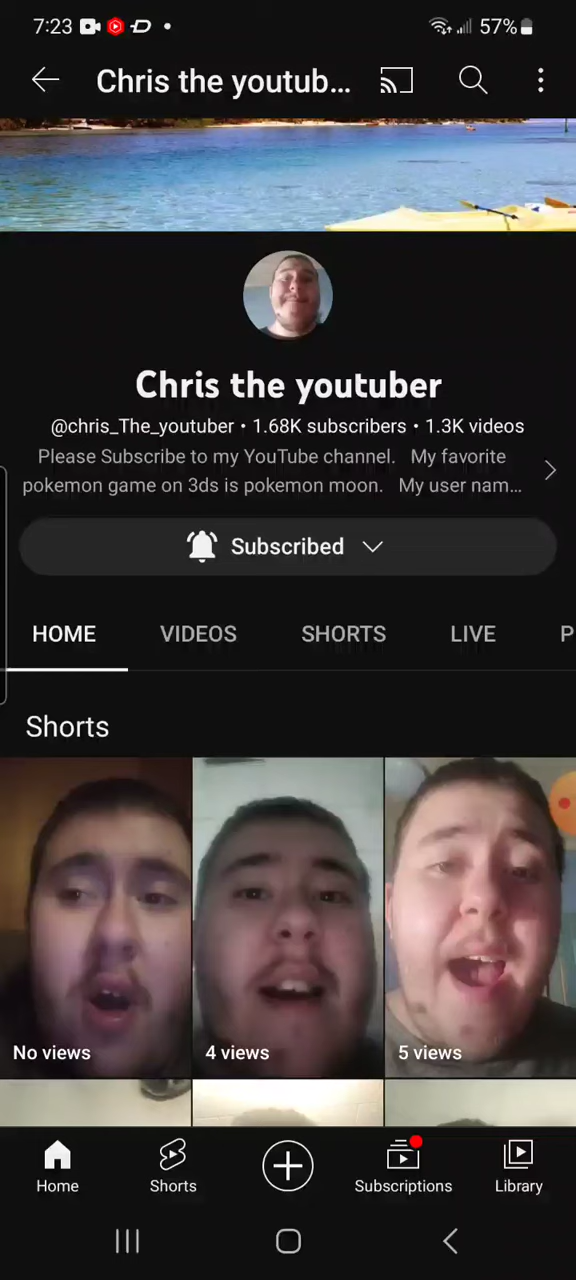 7:23 57%
Chris the youtub...
Chris the youtuber
@chris_The_youtuber • 1.68K subscribers • 1.3K videos
Please Subscribe to my YouTube channel. My favorite
pokemon game on 3ds is pokemon moon. My user nam...
Subscribed
HOME VIDEOS SHORTS LIVE P
Shorts
No views 4 views 5 views
Home Shorts Subscriptions Library